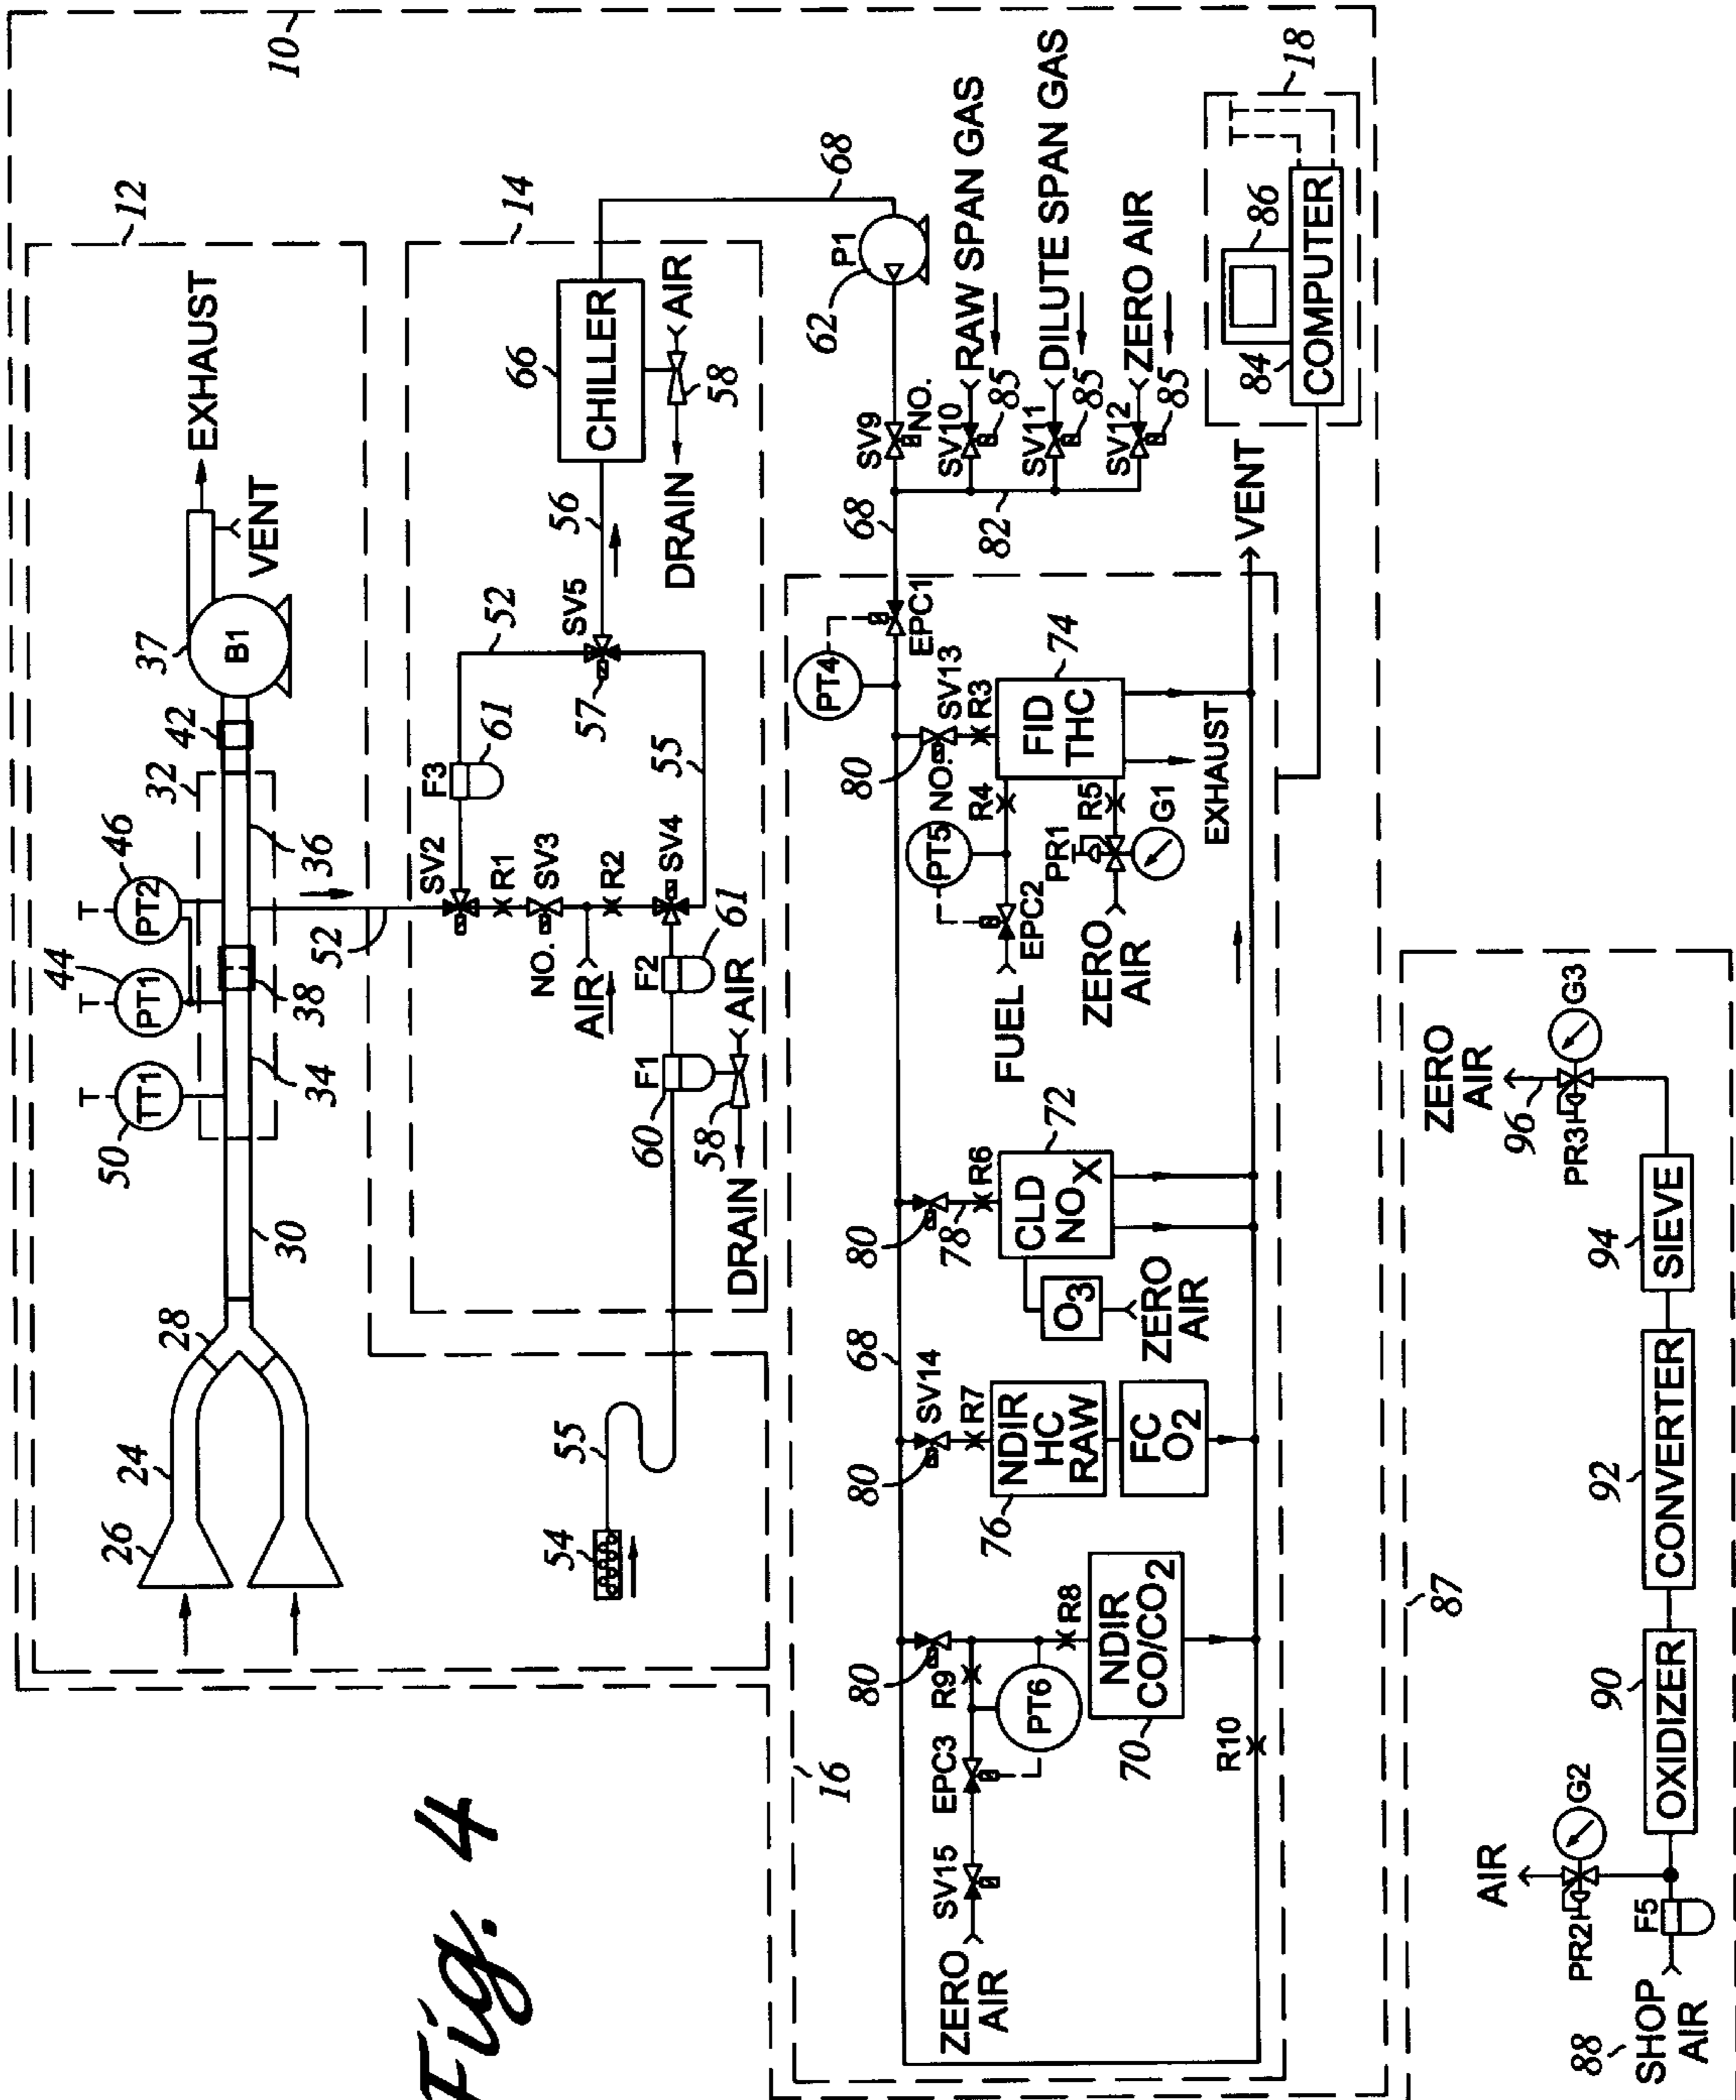 Fig. 4
10
12
EXHAUST
VENT
37
B1
42
32
36
46
PT2
44
PT1
38
34
50
TT1
30
28
24
26
52
14
66
CHILLER
AIR
58
DRAIN
56
SV5
52
57
61
F3
55
SV2
R1
SV3
NO.
R2
SV4
AIR
61
F2
AIR
F1
60
58
DRAIN
55
54
68
P1
62
SV9
NO.
RAW SPAN GAS
SV10
85
DILUTE SPAN GAS
SV11
85
ZERO AIR
SV12
85
68
82
18
86
84
COMPUTER
VENT
16
EPC1
PT4
80
NO.
SV13
R3
74
FID
THC
R4
R5
PT5
PR1
G1
EPC2
FUEL
ZERO
AIR
EXHAUST
80
78
R6
72
CLD
NOX
O3
ZERO
AIR
68
80
SV14
R7
NDIR
HC
RAW
76
FC
O2
80
R9
R8
PT6
NDIR
CO/CO2
70
EPC3
SV15
ZERO
AIR
R10
87
ZERO
AIR
96
PR3
G3
SIEVE
94
CONVERTER
92
OXIDIZER
90
AIR
PR2
G2
F5
88
SHOP
AIR